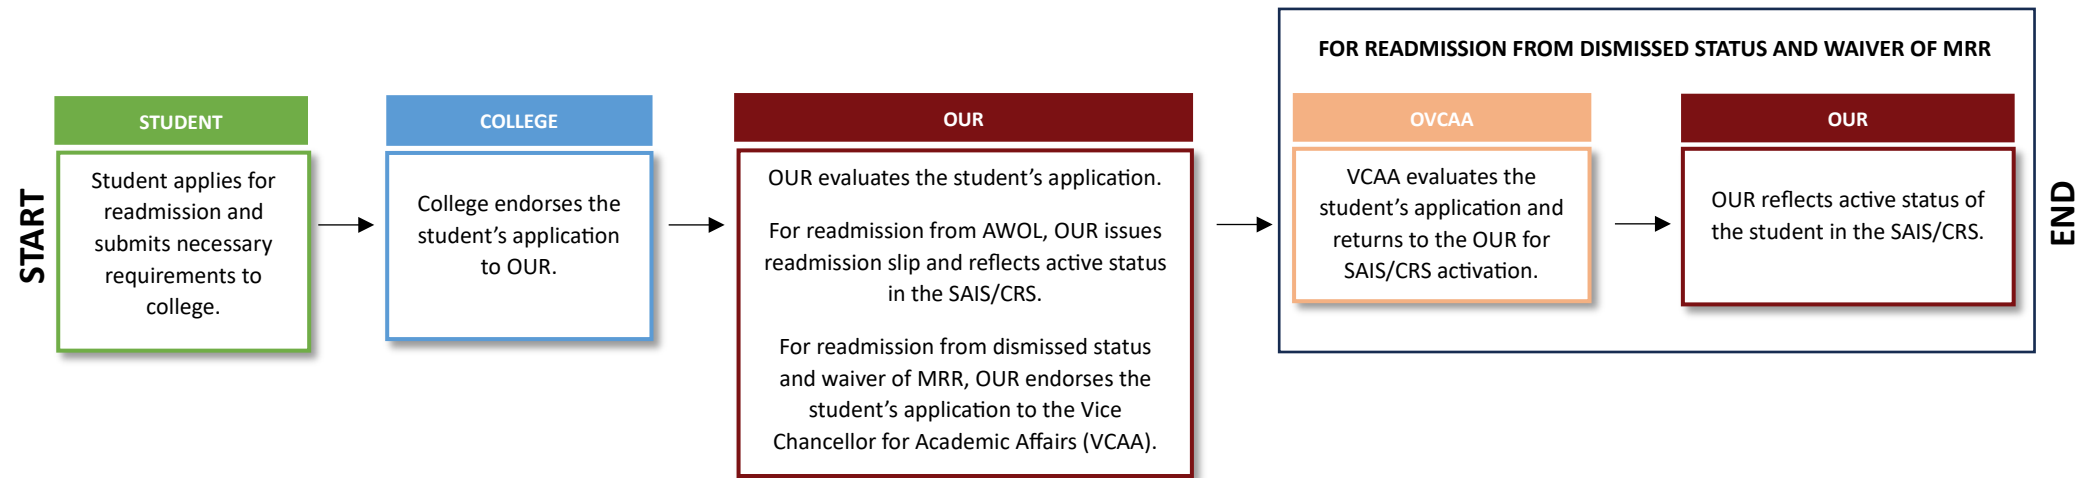 START
STUDENT
Student applies for
readmission and
submits necessary
requirements to
college.
COLLEGE
College endorses the
student’s application
to OUR.
OUR
OUR evaluates the student’s application.
For readmission from AWOL, OUR issues
readmission slip and reflects active status
in the SAIS/CRS.
For readmission from dismissed status
and waiver of MRR, OUR endorses the
student’s application to the Vice
Chancellor for Academic Affairs (VCAA).
FOR READMISSION FROM DISMISSED STATUS AND WAIVER OF MRR
OVCAA
VCAA evaluates the
student’s application and
returns to the OUR for
SAIS/CRS activation.
OUR
OUR reflects active status of
the student in the SAIS/CRS.
END